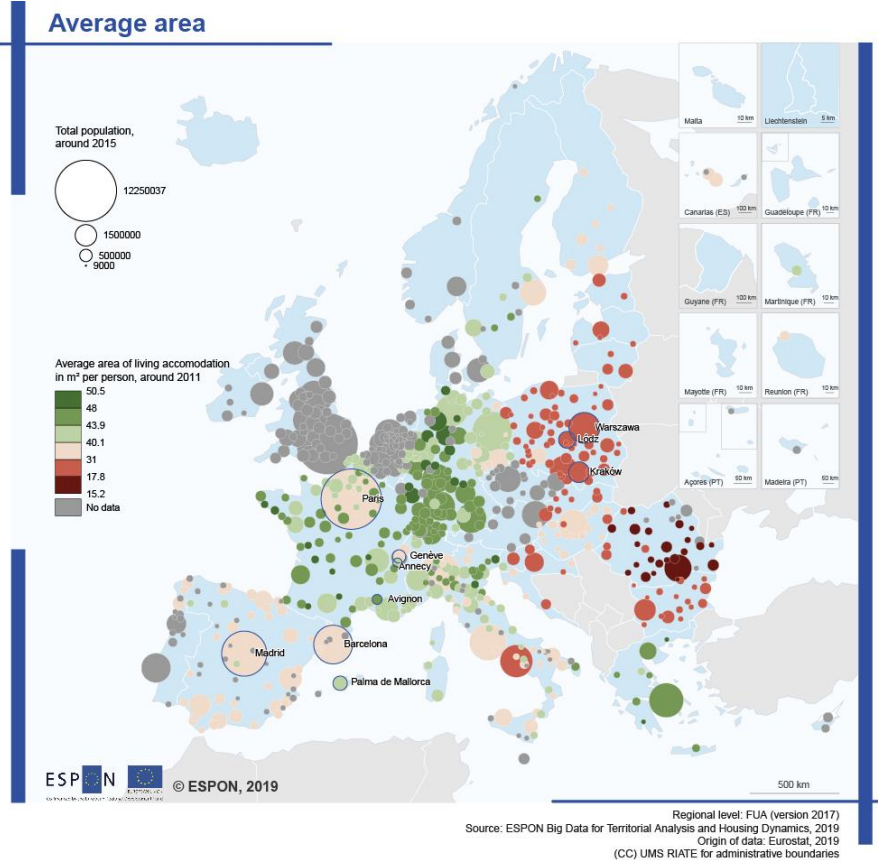 Average area
Total population,
around 2015
12250037
1500000
500000
9000
Average area of living accomodation
in m² per person, around 2011
50.5
48
43.9
40.1
31
17.8
15.2
No data
Malta
10 km
Liechtenstein
5 km
Canarias (ES)
100 km
Guadeloupe (FR)
10 km
Guyane (FR)
100 km
Martinique (FR)
10 km
Mayotte (FR)
10 km
Reunion (FR)
10 km
Açores (PT)
50 km
Madeira (PT)
50 km
Warszawa
Łódz
Kraków
Paris
Genève
Annecy
Avignon
Barcelona
Madrid
Palma de Mallorca
ESPON
© ESPON, 2019
500 km
Regional level: FUA (version 2017)
Source: ESPON Big Data for Territorial Analysis and Housing Dynamics, 2019
Origin of data: Eurostat, 2019
(CC) UMS RIATE for administrative boundaries